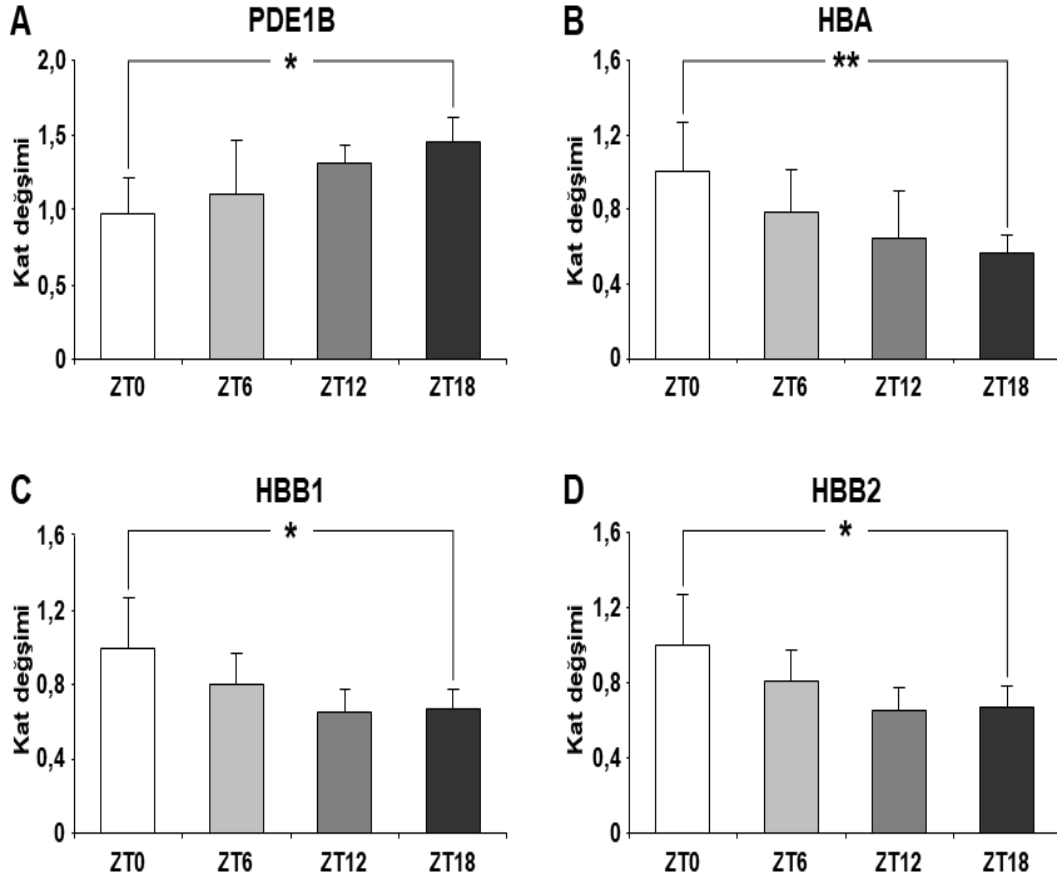 A PDE1B
*
2,0
1,5
1,0
0,5
0
Kat değşimi
ZT0 ZT6 ZT12 ZT18
B HBA
**
1,6
1,2
0,8
0,4
0
Kat değşimi
ZT0 ZT6 ZT12 ZT18
C HBB1
*
1,6
1,2
0,8
0,4
0
Kat değşimi
ZT0 ZT6 ZT12 ZT18
D HBB2
*
1,6
1,2
0,8
0,4
0
Kat değşimi
ZT0 ZT6 ZT12 ZT18